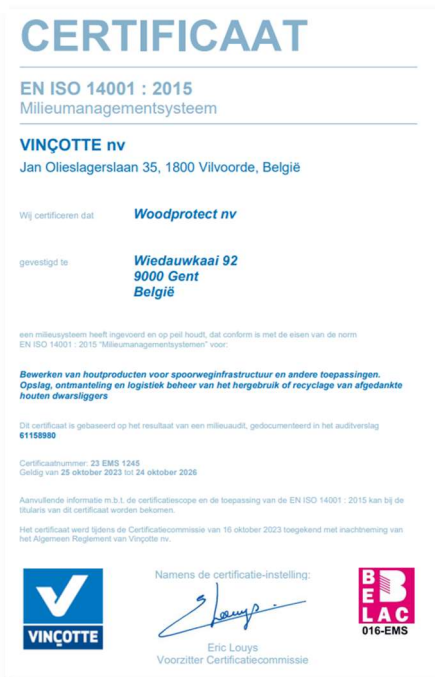 CERTIFICAAT
EN ISO 14001 : 2015
Milieumanagementsysteem
VINÇOTTE nv
Jan Olieslagerslaan 35, 1800 Vilvoorde, België
Wij certificeren dat Woodprotect nv
gevestigd te Wiedauwkaai 92
9000 Gent
België
een milieusysteem heeft ingevoerd en op peil houdt, dat conform is met de eisen van de norm
EN ISO 14001 : 2015 "Milieumanagementsystemen" voor:
Bewerken van houtproducten voor spoorweginfrastructuur en andere toepassingen.
Opslag, ontmanteling en logistiek beheer van het hergebruik of recyclage van afgedankte
houten dwarsliggers
Dit certificaat is gebaseerd op het resultaat van een milieuaudit, gedocumenteerd in het auditverslag
61158980
Certificaatnummer: 23 EMS 1245
Geldig van 25 oktober 2023 tot 24 oktober 2026
Aanvullende informatie m.b.t. de certificatiescope en de toepassing van de EN ISO 14001 : 2015 kan bij de
titularis van dit certificaat worden bekomen.
Het certificaat werd tijdens de Certificatiecommissie van 16 oktober 2023 toegekend met inachtneming van
het Algemeen Reglement van Vinçotte nv.
Namens de certificatie-instelling:
VINÇOTTE
Eric Louys
Voorzitter Certificatiecommissie
BELAC
016-EMS